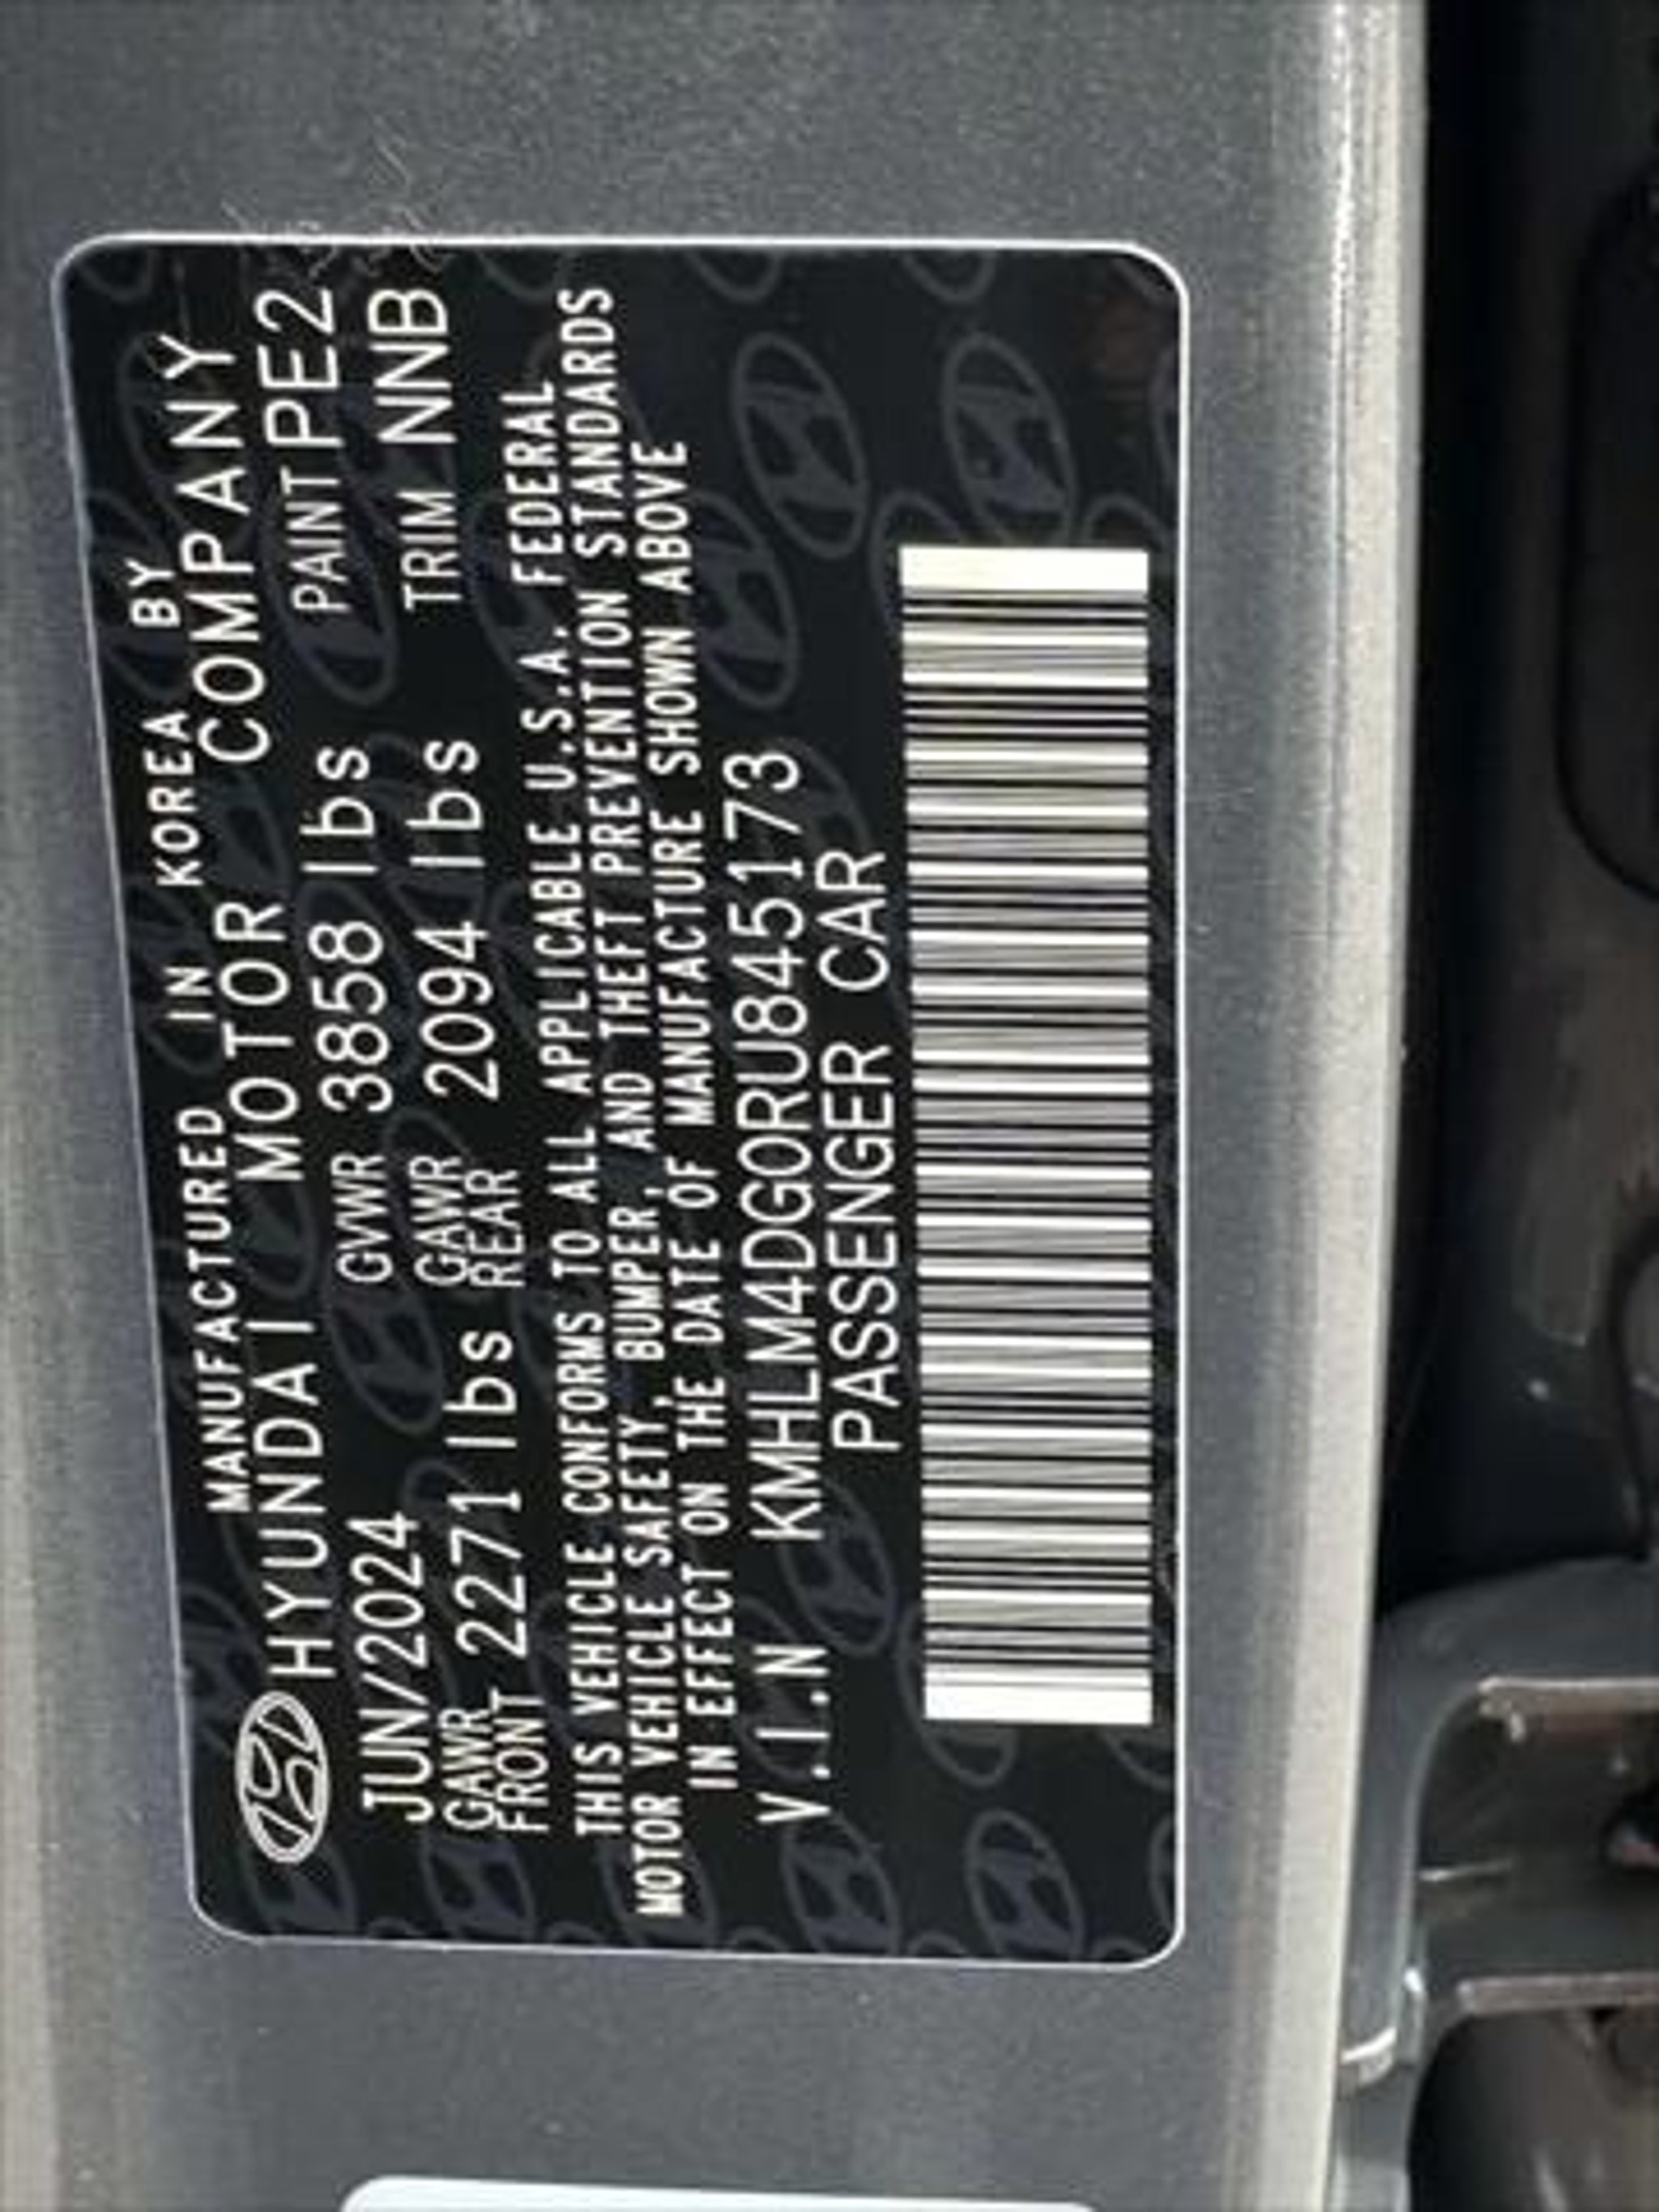 MANUFACTURED IN KOREA BY
HYUNDAI MOTOR COMPANY
JUN/2024 GVWR 3858 lbs PAINT PE2
GAWR FRONT 2271 lbs GAWR REAR 2094 lbs TRIM NNB
THIS VEHICLE CONFORMS TO ALL APPLICABLE U.S.A. FEDERAL
MOTOR VEHICLE SAFETY, BUMPER, AND THEFT PREVENTION STANDARDS
IN EFFECT ON THE DATE OF MANUFACTURE SHOWN ABOVE
V.I.N KMHLM4DG0RU845173
PASSENGER CAR